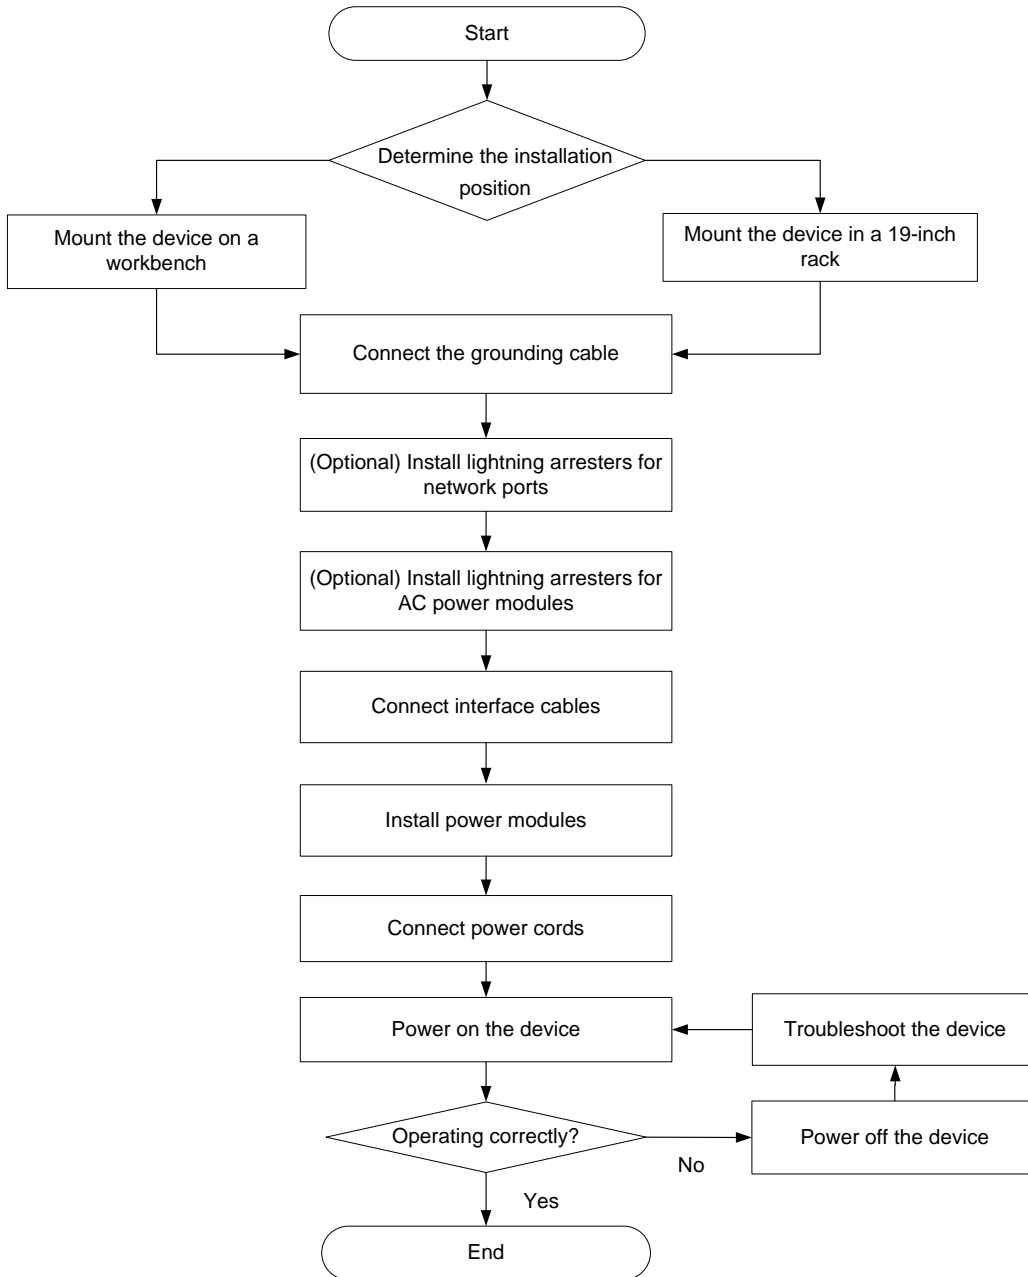 Start
Determine the installation
position
Mount the device on a
workbench
Mount the device in a 19-inch
rack
Connect the grounding cable
(Optional) Install lightning arresters for
network ports
(Optional) Install lightning arresters for
AC power modules
Connect interface cables
Install power modules
Connect power cords
Power on the device
Troubleshoot the device
Operating correctly?
Power off the device
No
Yes
End